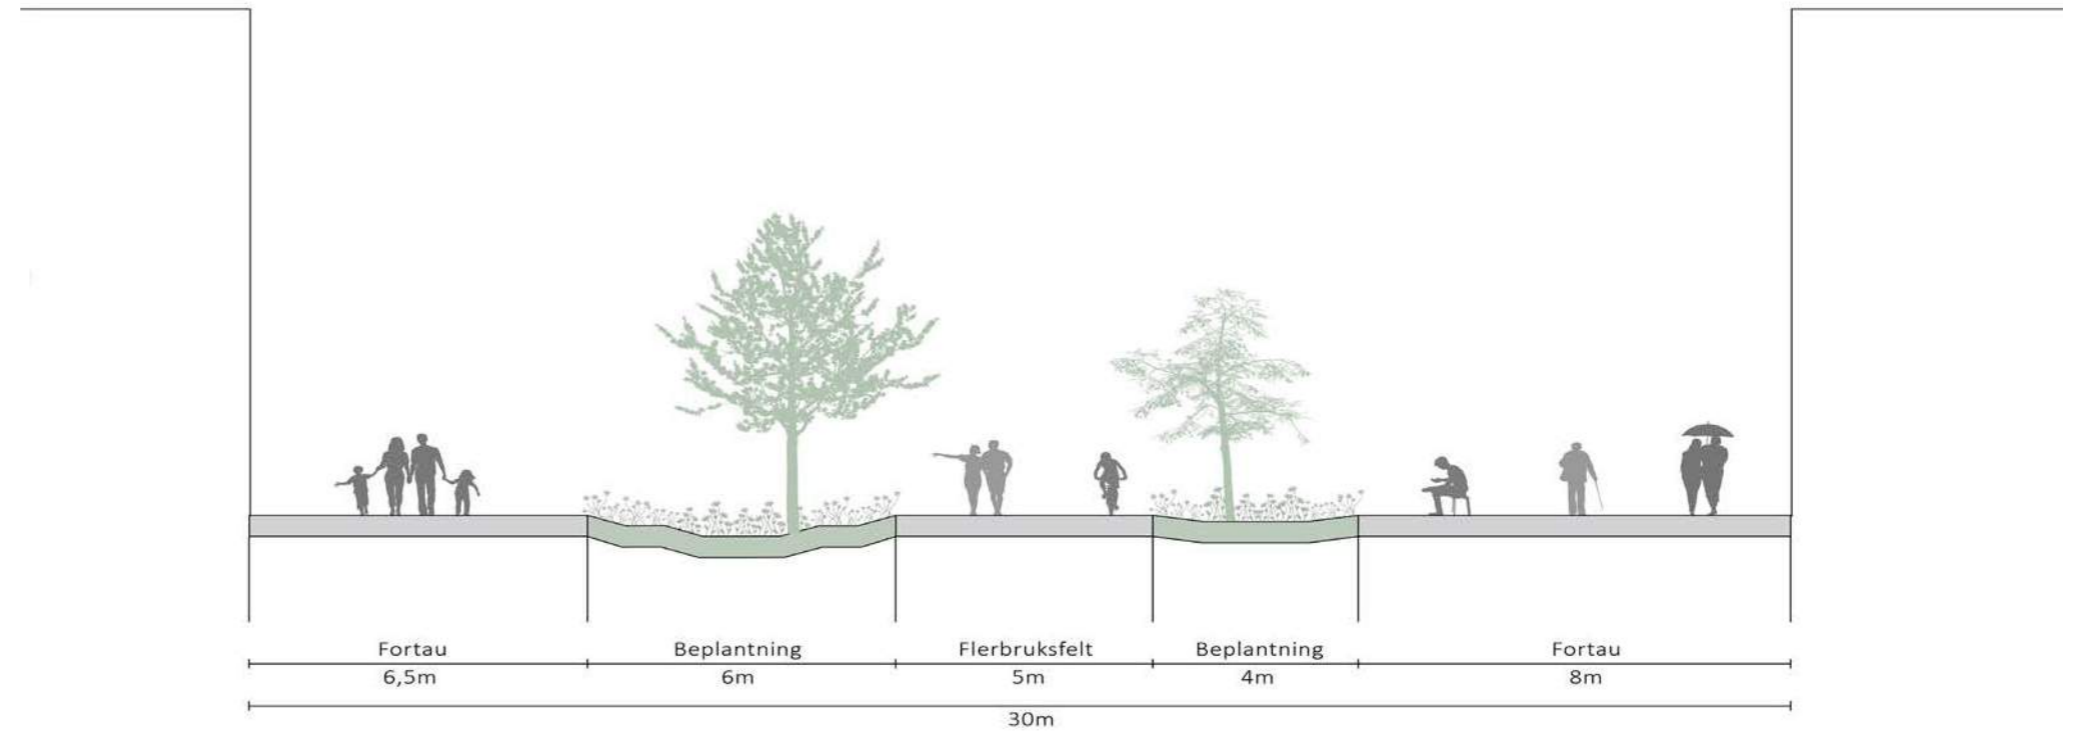 Fortau Beplantning Flerbruksfelt Beplantning Fortau
6,5m 6m 5m 4m 8m
30m